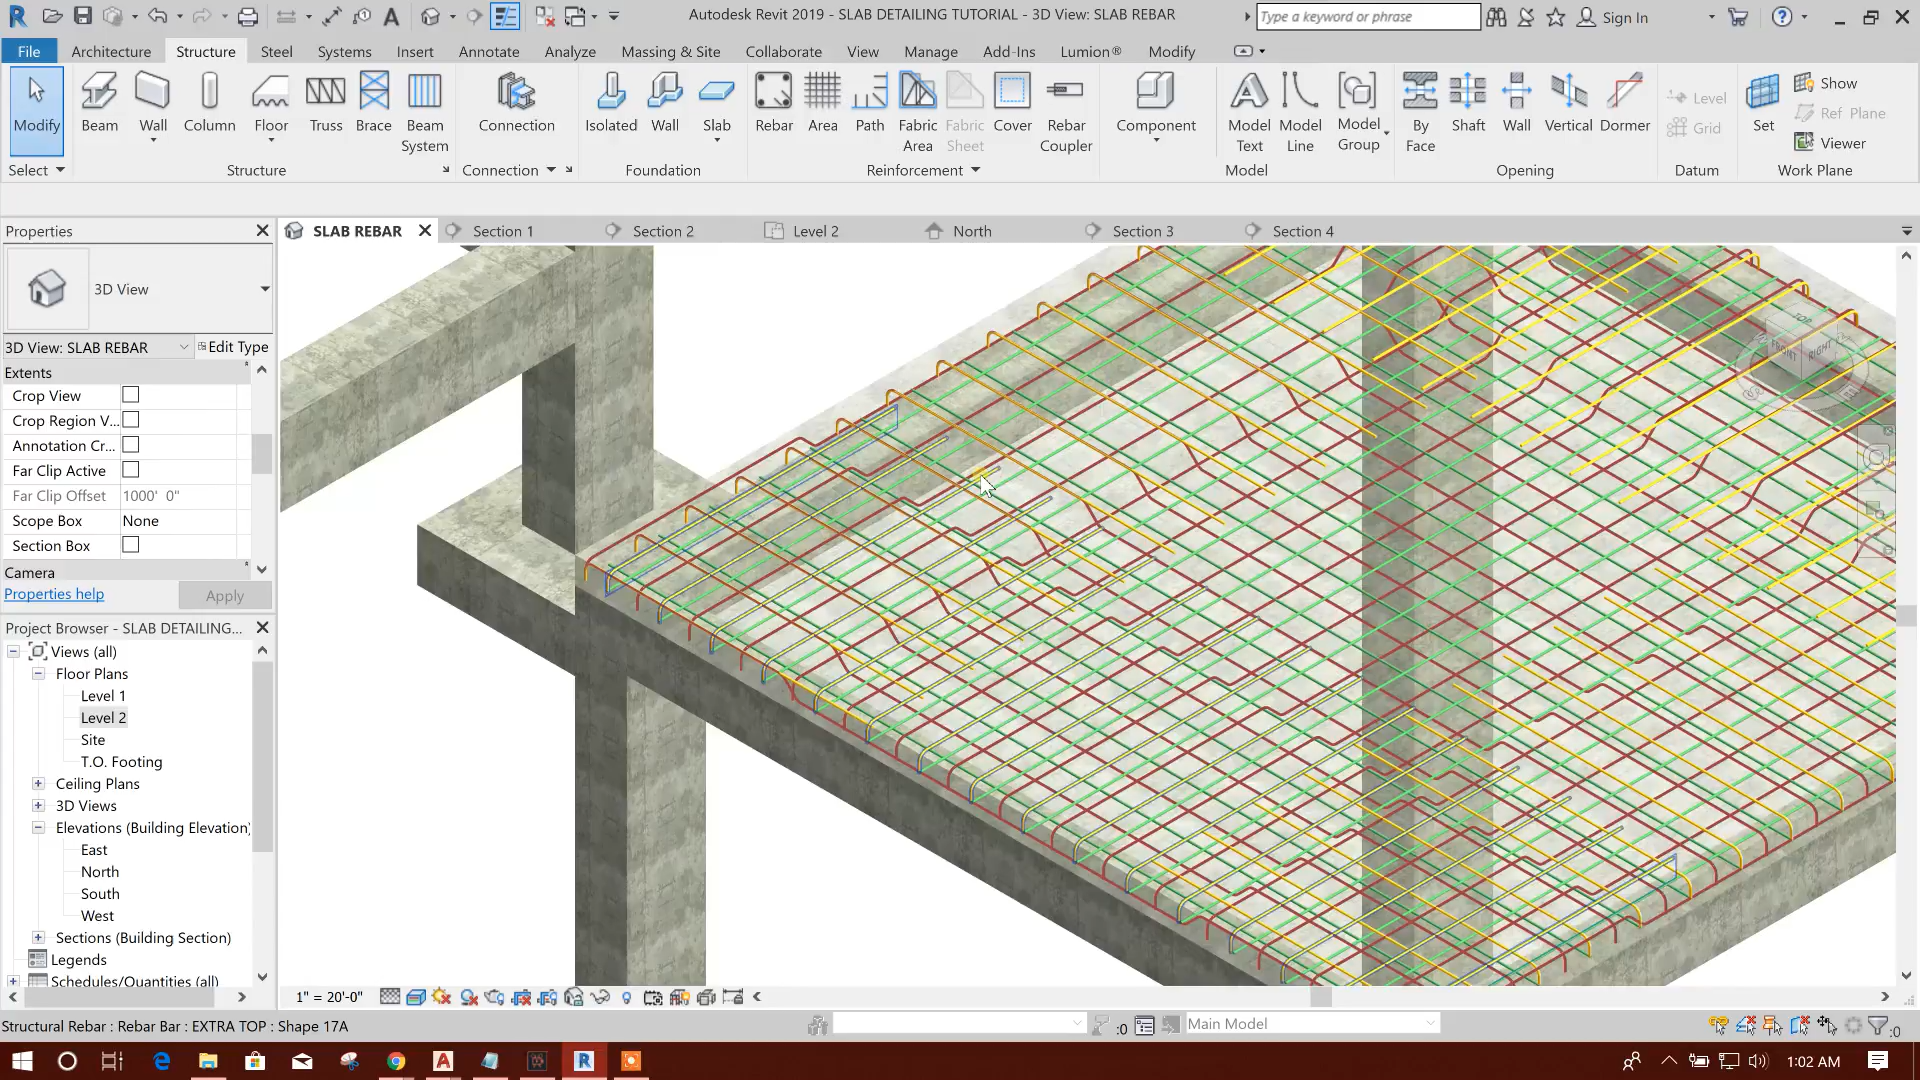 Autodesk Revit 2019 - SLAB DETAILING TUTORIAL - 3D View: SLAB REBAR
Type a keyword or phrase
Sign In
File Architecture Structure Steel Systems Insert Annotate Analyze Massing & Site Collaborate View Manage Add-Ins Lumion® Modify
Modify
Beam
Wall
Column
Floor
Truss
Brace
Beam System
Connection
Isolated
Wall
Slab
Rebar
Area
Path
Fabric Area
Fabric Sheet
Cover
Rebar Coupler
Component
Model Text
Model Line
Model Group
By Face
Shaft
Wall
Vertical
Dormer
Level
Grid
Set
Show
Ref Plane
Viewer
Select
Structure
Connection
Foundation
Reinforcement
Model
Opening
Datum
Work Plane
Properties
SLAB REBAR
Section 1
Section 2
Level 2
North
Section 3
Section 4
3D View
3D View: SLAB REBAR
Edit Type
Extents
Crop View
Crop Region V...
Annotation Cr...
Far Clip Active
Far Clip Offset 1000' 0"
Scope Box None
Section Box
Camera
Properties help
Apply
Project Browser - SLAB DETAILING...
Views (all)
Floor Plans
Level 1
Level 2
Site
T.O. Footing
Ceiling Plans
3D Views
Elevations (Building Elevation)
East
North
South
West
Sections (Building Section)
Legends
Schedules/Quantities (all)
TOP
FRONT
RIGHT
1" = 20'-0"
Structural Rebar : Rebar Bar : EXTRA TOP : Shape 17A
:0
Main Model
:0
1:02 AM